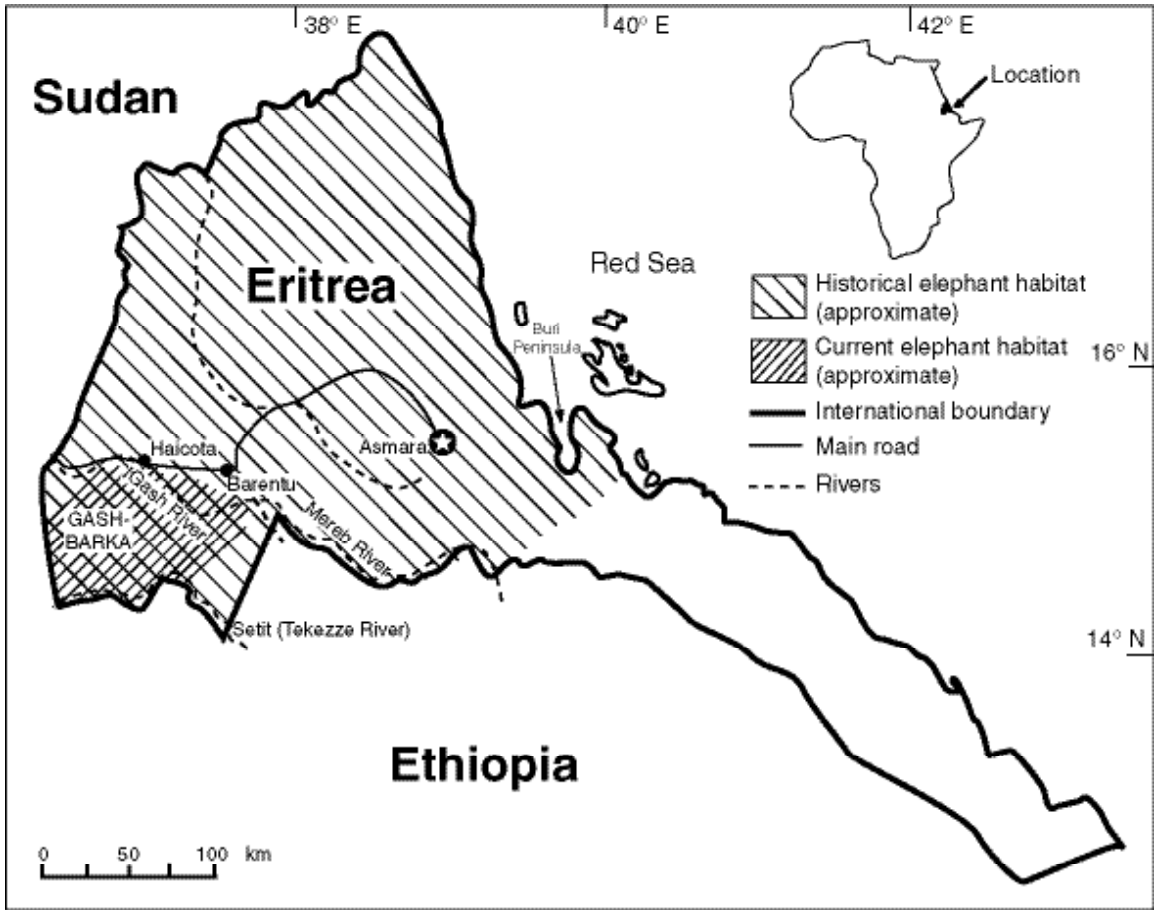 38° E
40° E
42° E
Sudan
Location
Eritrea
Red Sea
Historical elephant habitat
(approximate)
Buri
Peninsula
Current elephant habitat
(approximate)
16° N
International boundary
Main road
Rivers
Haicota
Asmara
Barentu
Gash River
Mereb River
GASH-
BARKA
Setit (Tekezze River)
14° N
Ethiopia
0 50 100 km